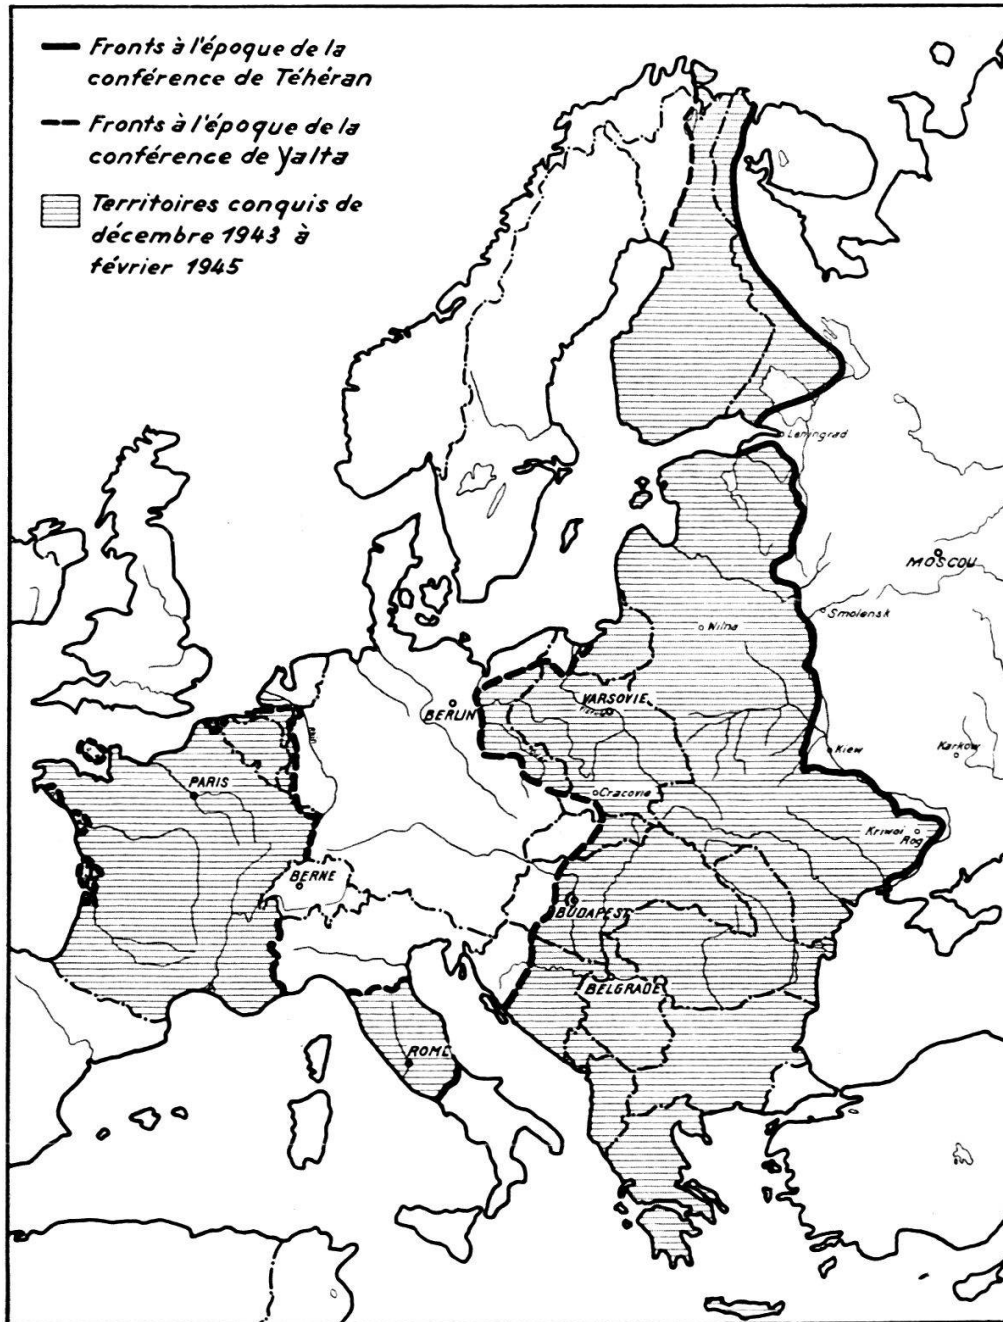 Fronts à l'époque de la
conférence de Téhéran
Fronts à l'époque de la
conférence de Yalta
Territoires conquis de
décembre 1943 à
février 1945
Leningrad
MOSCOU
Smolensk
Wilna
BERLIN
VARSOVIE
Kiew
Karkow
PARIS
Cracovie
Kriwoi
Rog
BERNE
BUDAPEST
BELGRADE
ROME